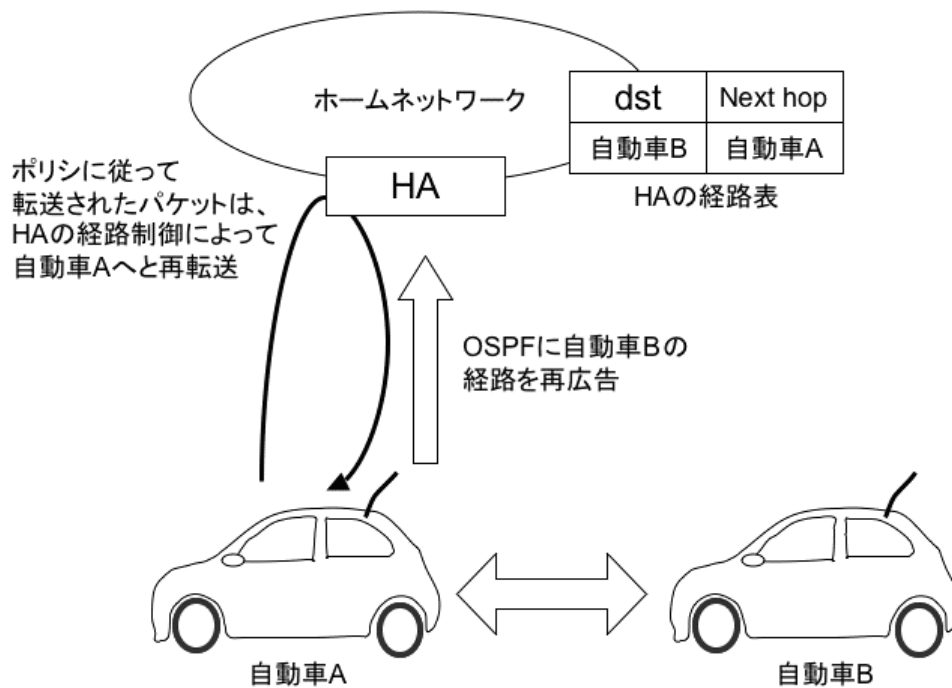 ホームネットワーク
dst Next hop
自動車B 自動車A
HAの経路表
HA
ポリシに従って
転送されたパケットは、
HAの経路制御によって
自動車Aへと再転送
OSPFに自動車Bの
経路を再広告
自動車A
自動車B